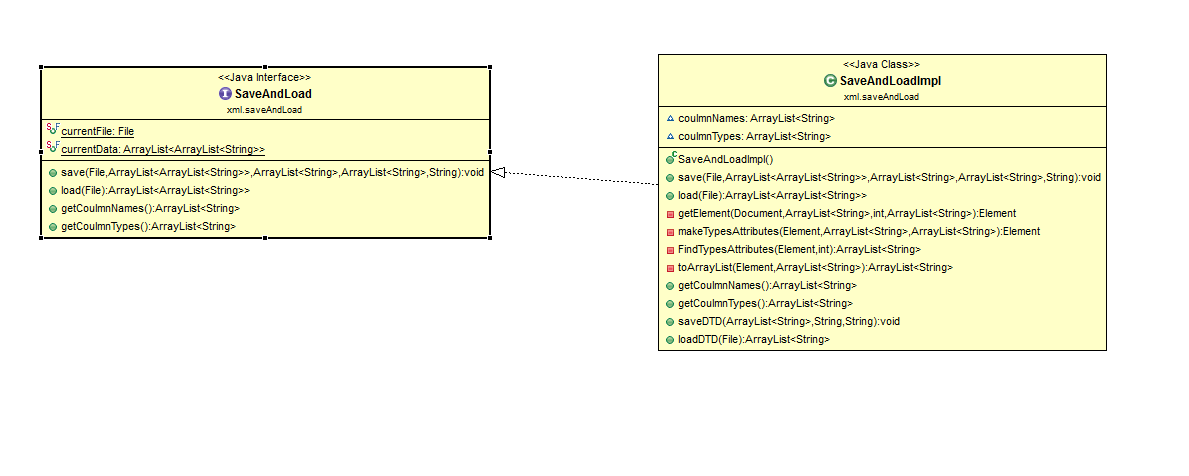 <<Java Interface>>
SaveAndLoad
xml.saveAndLoad
currentFile: File
currentData: ArrayList<ArrayList<String>>
save(File,ArrayList<ArrayList<String>>,ArrayList<String>,ArrayList<String>,String):void
load(File):ArrayList<ArrayList<String>>
getCoulmnNames():ArrayList<String>
getCoulmnTypes():ArrayList<String>
<<Java Class>>
SaveAndLoadImpl
xml.saveAndLoad
coulmnNames: ArrayList<String>
coulmnTypes: ArrayList<String>
SaveAndLoadImpl()
save(File,ArrayList<ArrayList<String>>,ArrayList<String>,ArrayList<String>,String):void
load(File):ArrayList<ArrayList<String>>
getElement(Document,ArrayList<String>,int,ArrayList<String>):Element
makeTypesAttributes(Element,ArrayList<String>,ArrayList<String>):Element
FindTypesAttributes(Element,int):ArrayList<String>
toArrayList(Element,ArrayList<String>):ArrayList<String>
getCoulmnNames():ArrayList<String>
getCoulmnTypes():ArrayList<String>
saveDTD(ArrayList<String>,String,String):void
loadDTD(File):ArrayList<String>